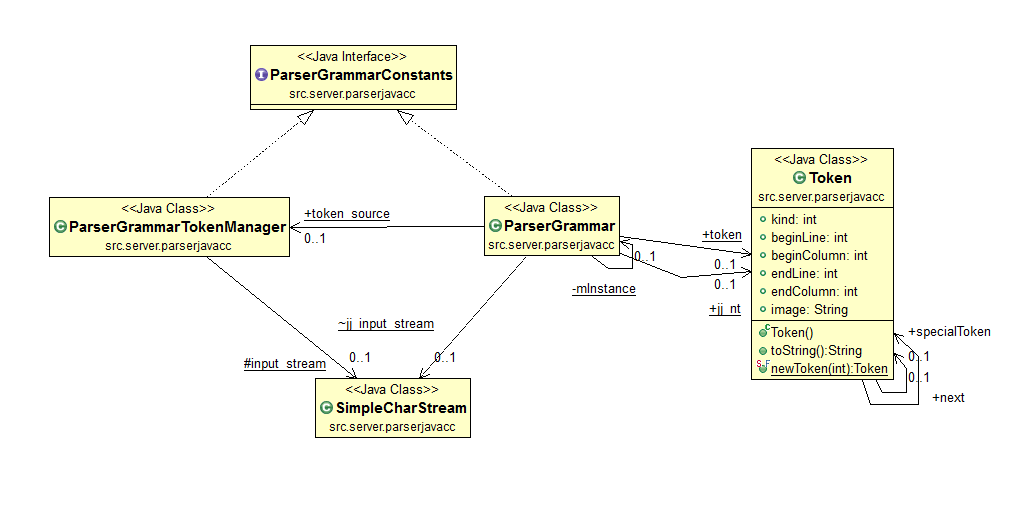 <<Java Interface>>
ParserGrammarConstants
src.server.parserjavacc
<<Java Class>>
ParserGrammarTokenManager
src.server.parserjavacc
+token_source
0..1
<<Java Class>>
ParserGrammar
src.server.parserjavacc
0..1
-mInstance
+token
0..1
0..1
+jj_nt
<<Java Class>>
Token
src.server.parserjavacc
kind: int
beginLine: int
beginColumn: int
endLine: int
endColumn: int
image: String
Token()
toString():String
newToken(int):Token
+specialToken
0..1
0..1
+next
~jj_input_stream
0..1
0..1
#input_stream
<<Java Class>>
SimpleCharStream
src.server.parserjavacc